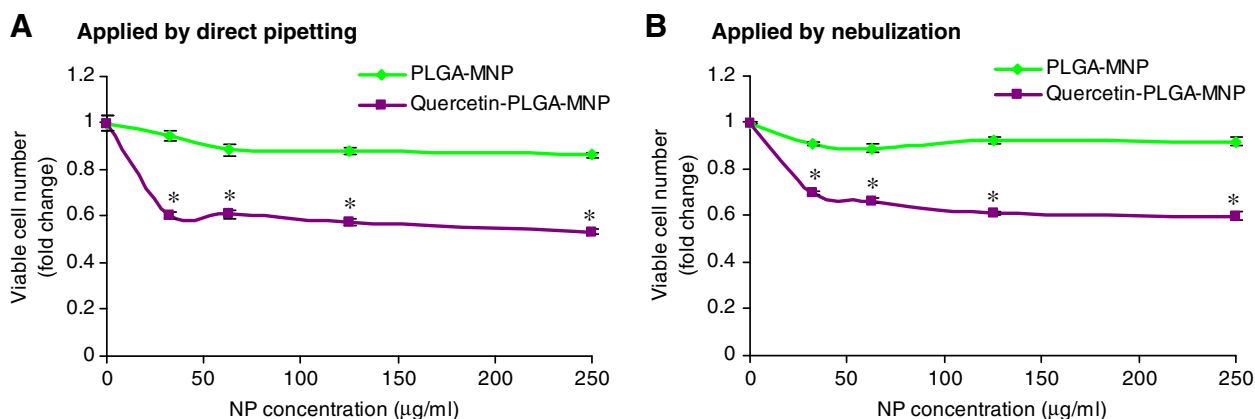 A Applied by direct pipetting
PLGA-MNP
Quercetin-PLGA-MNP
Viable cell number
(fold change)
1.2
1
0.8
0.6
0.4
0.2
0
* * * *
0 50 100 150 200 250
NP concentration (μg/ml)
B Applied by nebulization
PLGA-MNP
Quercetin-PLGA-MNP
Viable cell number
(fold change)
1.2
1
0.8
0.6
0.4
0.2
0
* * * *
0 50 100 150 200 250
NP concentration (μg/ml)